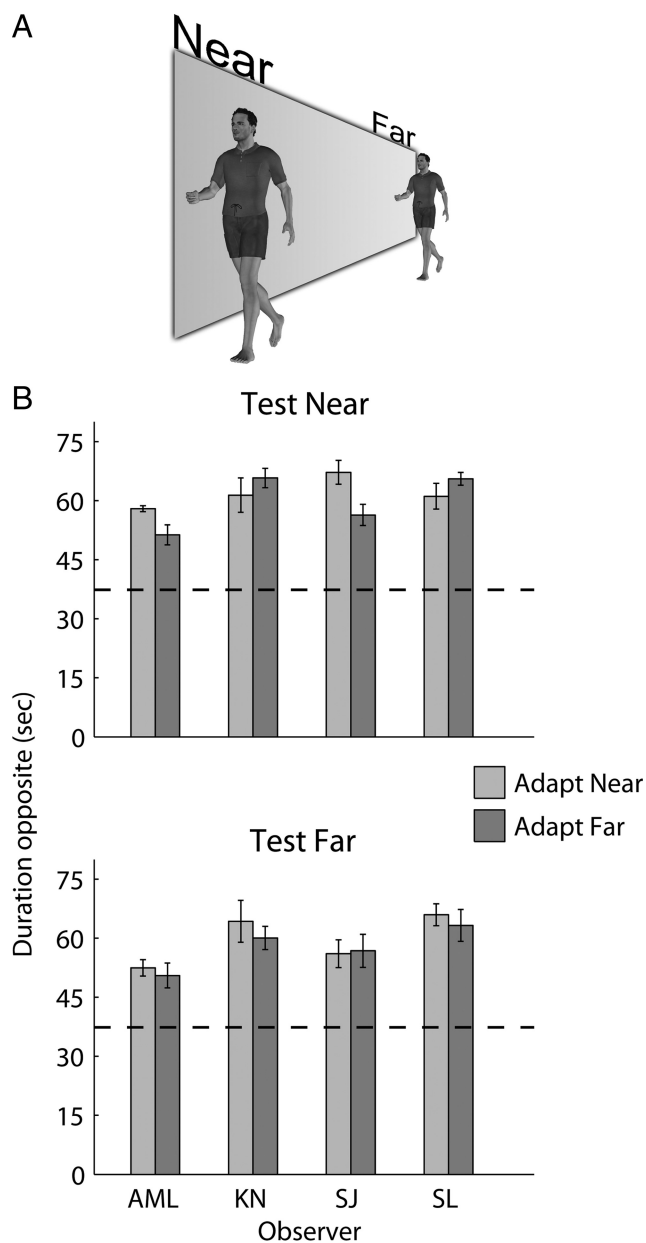 A
Near
Far
B
Test Near
75
60
45
30
15
0
Duration opposite (sec)
Adapt Near
Adapt Far
Test Far
75
60
45
30
15
0
AML KN SJ SL
Observer